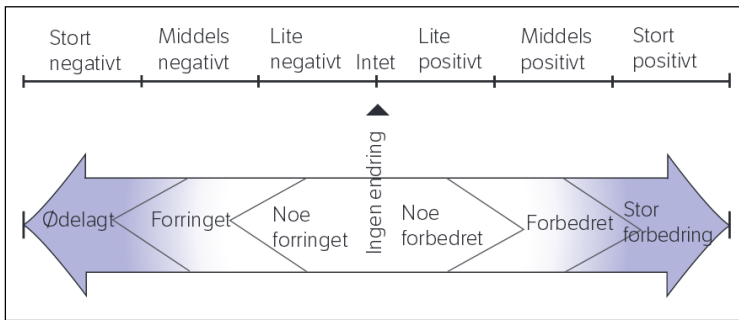 Stort
negativt
Middels
negativt
Lite
negativt
Intet
Lite
positivt
Middels
positivt
Stort
positivt
Ødelagt
Forringet
Noe
forringet
Ingen endring
Noe
forbedret
Forbedret
Stor
forbedring